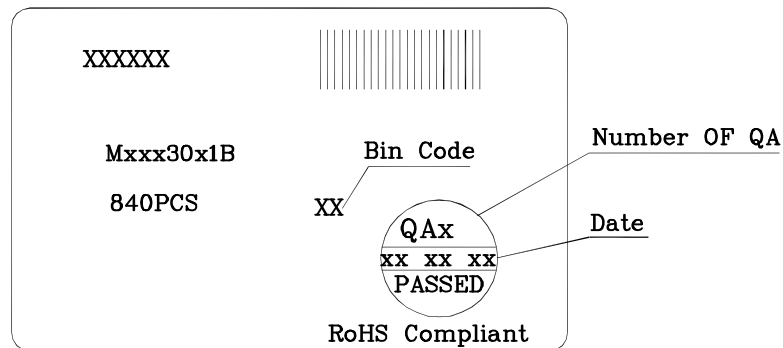 XXXXXX
Number OF QA
Mxxx30x1B
Bin Code
840PCS
XX
QAx
Date
xx xx xx
PASSED
RoHS Compliant